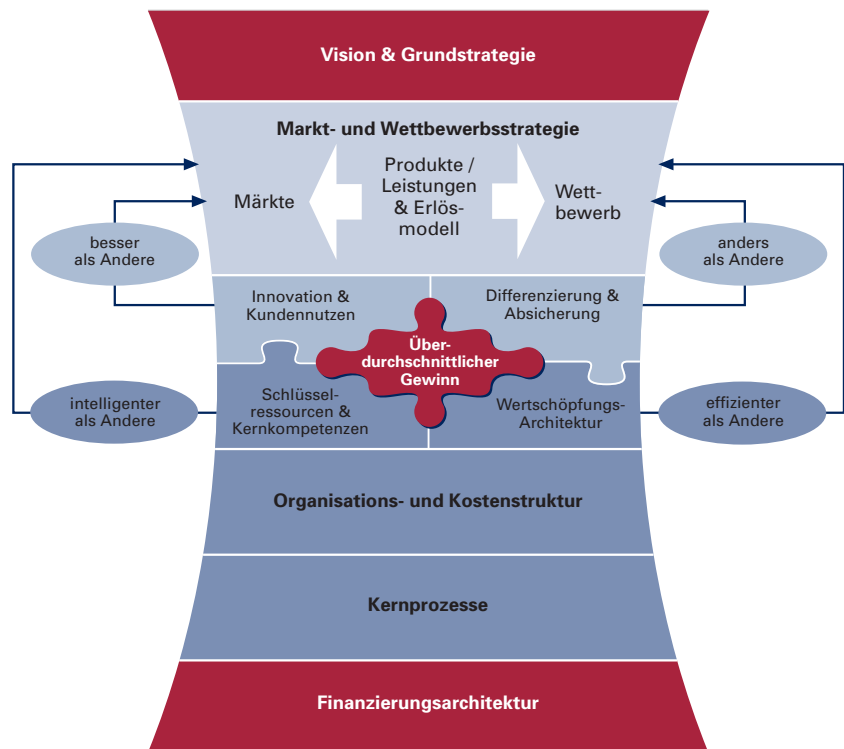 Vision & Grundstrategie
Markt- und Wettbewerbsstrategie
Märkte
Produkte /
Leistungen
& Erlös-
modell
Wett-
bewerb
besser
als Andere
anders
als Andere
Innovation &
Kundennutzen
Differenzierung &
Absicherung
Über-
durchschnittlicher
Gewinn
intelligenter
als Andere
Schlüssel-
ressourcen &
Kernkompetenzen
Wertschöpfungs-
Architektur
effizienter
als Andere
Organisations- und Kostenstruktur
Kernprozesse
Finanzierungsarchitektur